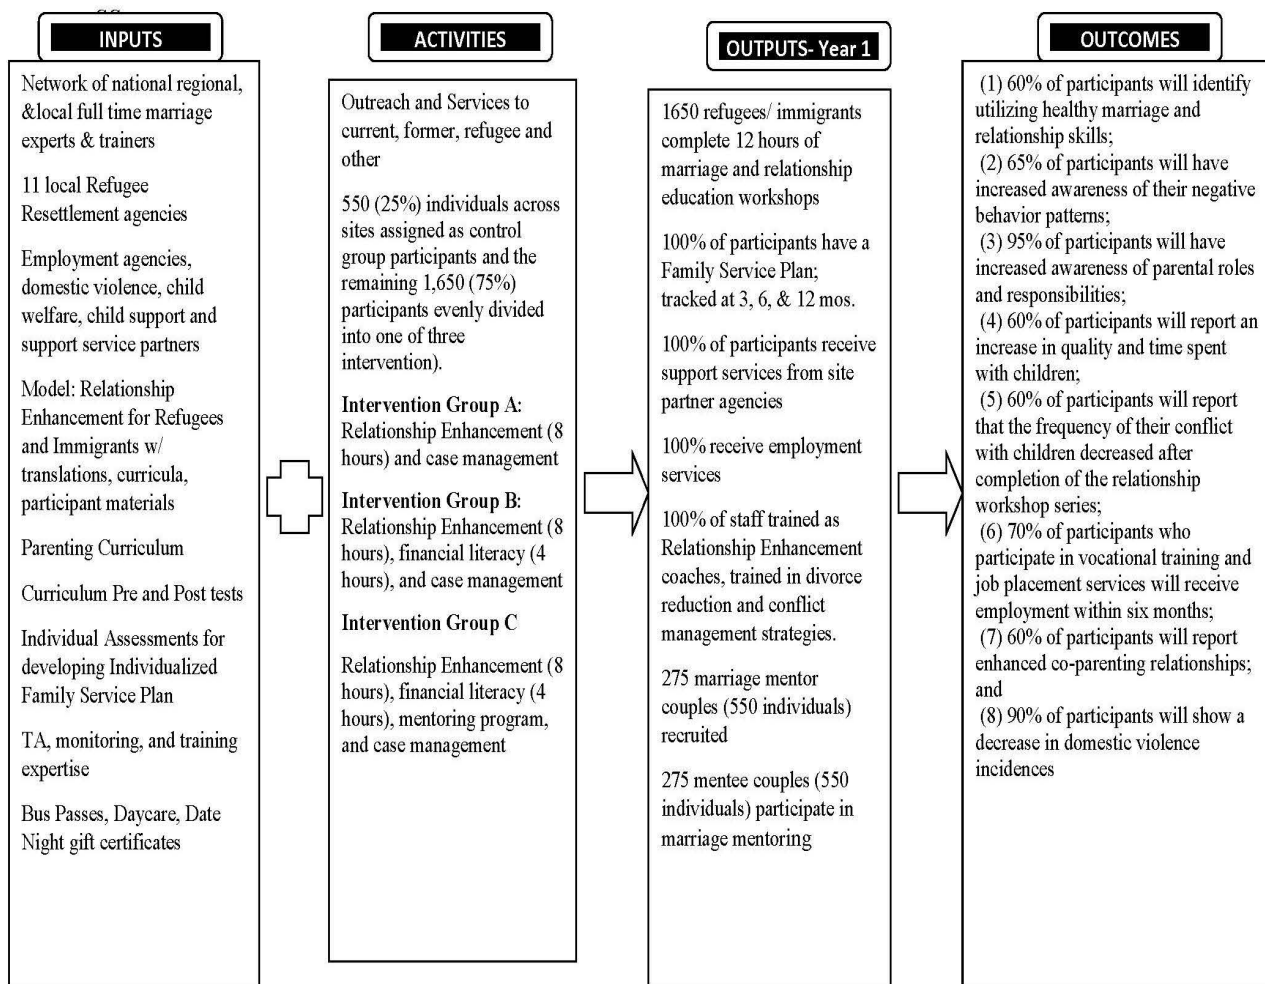 INPUTS
Network of national regional,
&local full time marriage
experts & trainers
11 local Refugee
Resettlement agencies
Employment agencies,
domestic violence, child
welfare, child support and
support service partners
Model: Relationship
Enhancement for Refugees
and Immigrants w/
translations, curricula,
participant materials
Parenting Curriculum
Curriculum Pre and Post tests
Individual Assessments for
developing Individualized
Family Service Plan
TA, monitoring, and training
expertise
Bus Passes, Daycare, Date
Night gift certificates
ACTIVITIES
Outreach and Services to
current, former, refugee and
other
550 (25%) individuals across
sites assigned as control
group participants and the
remaining 1,650 (75%)
participants evenly divided
into one of three
intervention).
Intervention Group A:
Relationship Enhancement (8
hours) and case management
Intervention Group B:
Relationship Enhancement (8
hours), financial literacy (4
hours), and case management
Intervention Group C
Relationship Enhancement (8
hours), financial literacy (4
hours), mentoring program,
and case management
OUTPUTS- Year 1
1650 refugees/ immigrants
complete 12 hours of
marriage and relationship
education workshops
100% of participants have a
Family Service Plan;
tracked at 3, 6, & 12 mos.
100% of participants receive
support services from site
partner agencies
100% receive employment
services
100% of staff trained as
Relationship Enhancement
coaches, trained in divorce
reduction and conflict
management strategies.
275 marriage mentor
couples (550 individuals)
recruited
275 mentee couples (550
individuals) participate in
marriage mentoring
OUTCOMES
(1) 60% of participants will identify
utilizing healthy marriage and
relationship skills;
(2) 65% of participants will have
increased awareness of their negative
behavior patterns;
(3) 95% of participants will have
increased awareness of parental roles
and responsibilities;
(4) 60% of participants will report an
increase in quality and time spent
with children;
(5) 60% of participants will report
that the frequency of their conflict
with children decreased after
completion of the relationship
workshop series;
(6) 70% of participants who
participate in vocational training and
job placement services will receive
employment within six months;
(7) 60% of participants will report
enhanced co-parenting relationships;
and
(8) 90% of participants will show a
decrease in domestic violence
incidences